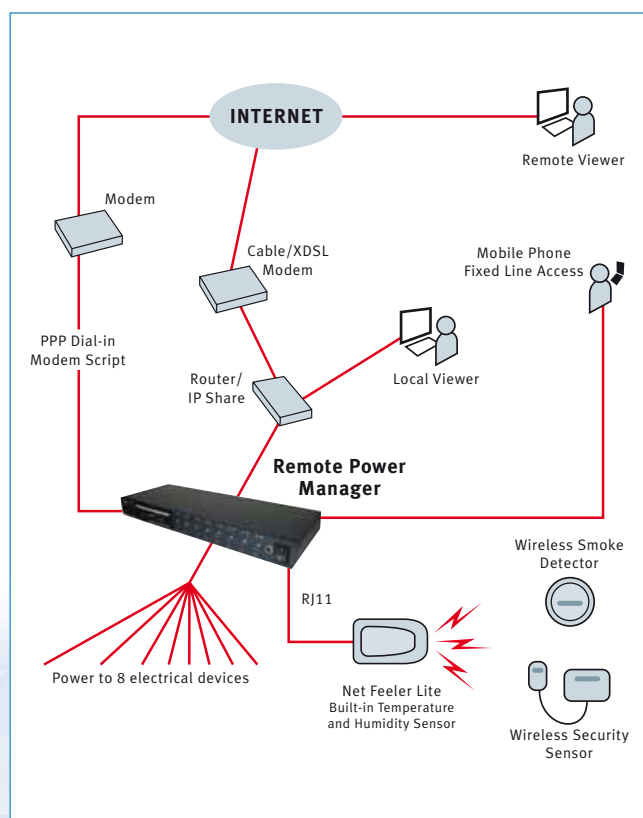 INTERNET
Remote Viewer
Modem
Cable/XDSL
Modem
Mobile Phone
Fixed Line Access
PPP Dial-in
Modem Script
Router/
IP Share
Local Viewer
Remote Power
Manager
Wireless Smoke
Detector
RJ11
Power to 8 electrical devices
Net Feeler Lite
Built-in Temperature
and Humidity Sensor
Wireless Security
Sensor